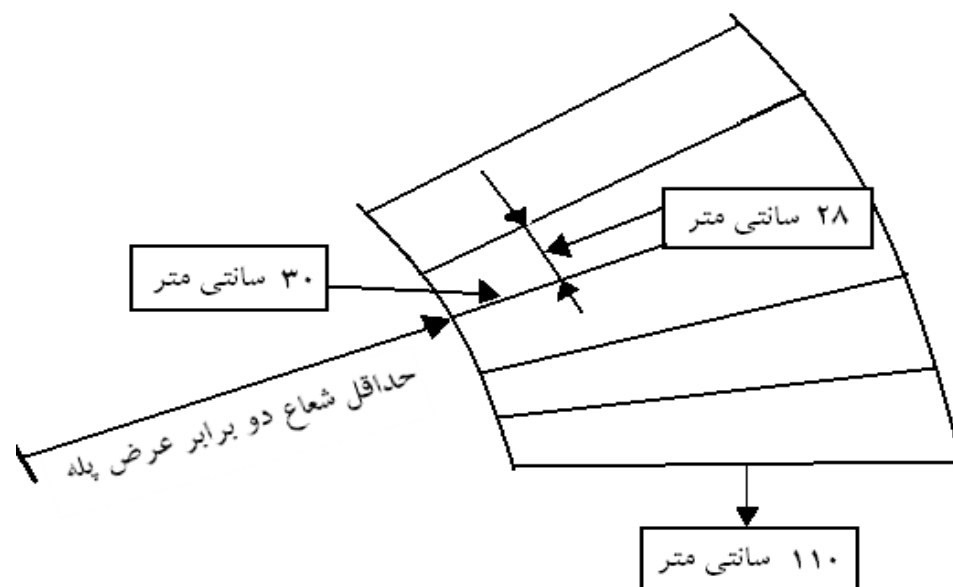 ۲۸ سانتی متر
۳۰ سانتی متر
حداقل شعاع دو برابر عرض پله
۱۱۰ سانتی متر